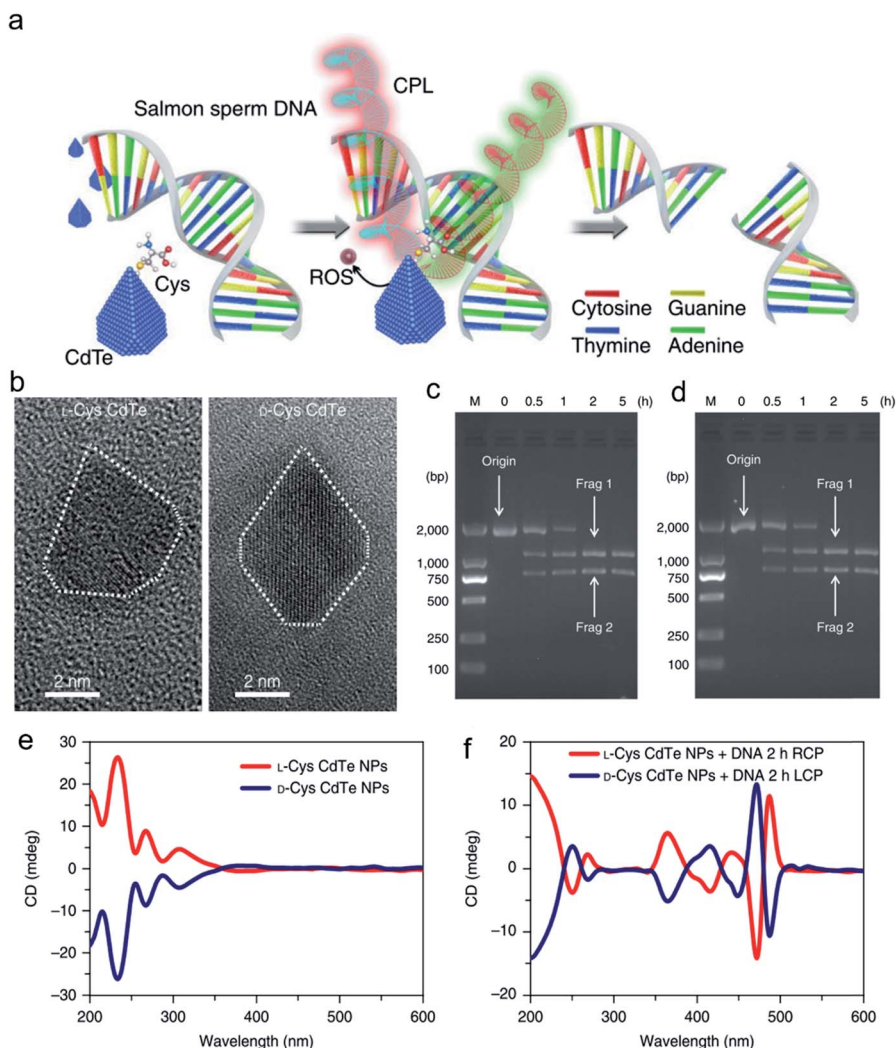 a
Salmon sperm DNA
CPL
Cys
CdTe
ROS
Cytosine
Guanine
Thymine
Adenine
b
L-Cys CdTe
2 nm
D-Cys CdTe
2 nm
c
M 0 0.5 1 2 5 (h)
(bp)
Origin
Frag 1
2,000
1,000
750
500
Frag 2
250
100
d
M 0 0.5 1 2 5 (h)
(bp)
Origin
Frag 1
2,000
1,000
750
500
Frag 2
250
100
e
30
20
10
0
–10
–20
–30
CD (mdeg)
L-Cys CdTe NPs
D-Cys CdTe NPs
200 300 400 500 600
Wavelength (nm)
f
20
10
0
–10
–20
CD (mdeg)
L-Cys CdTe NPs + DNA 2 h RCP
D-Cys CdTe NPs + DNA 2 h LCP
200 300 400 500 600
Wavelength (nm)